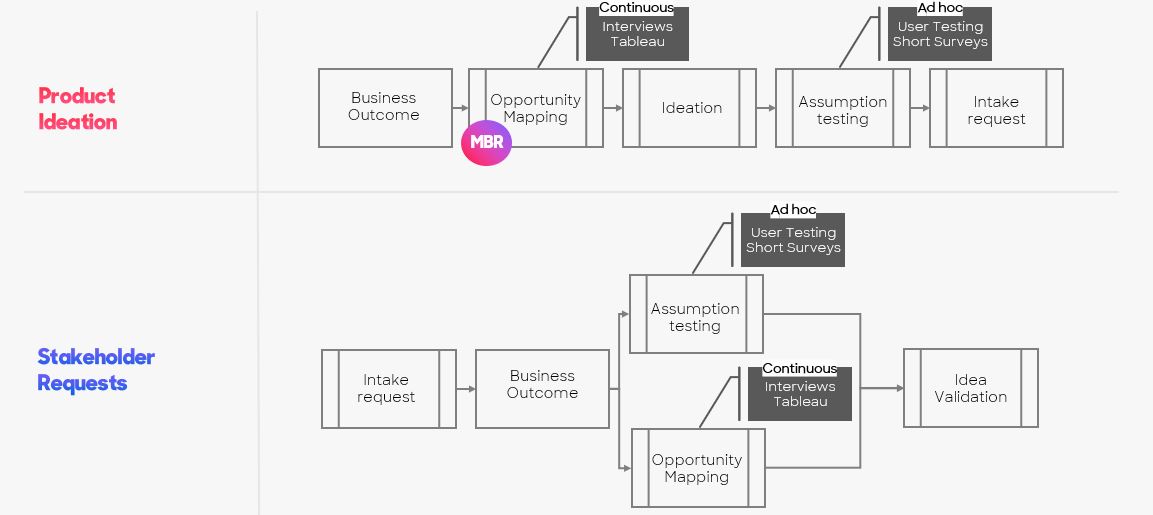 Product
Ideation
Continuous
Interviews
Tableau
Ad hoc
User Testing
Short Surveys
Business
Outcome
Opportunity
Mapping
MBR
Ideation
Assumption
testing
Intake
request
Stakeholder
Requests
Ad hoc
User Testing
Short Surveys
Assumption
testing
Intake
request
Business
Outcome
Continuous
Interviews
Tableau
Opportunity
Mapping
Idea
Validation